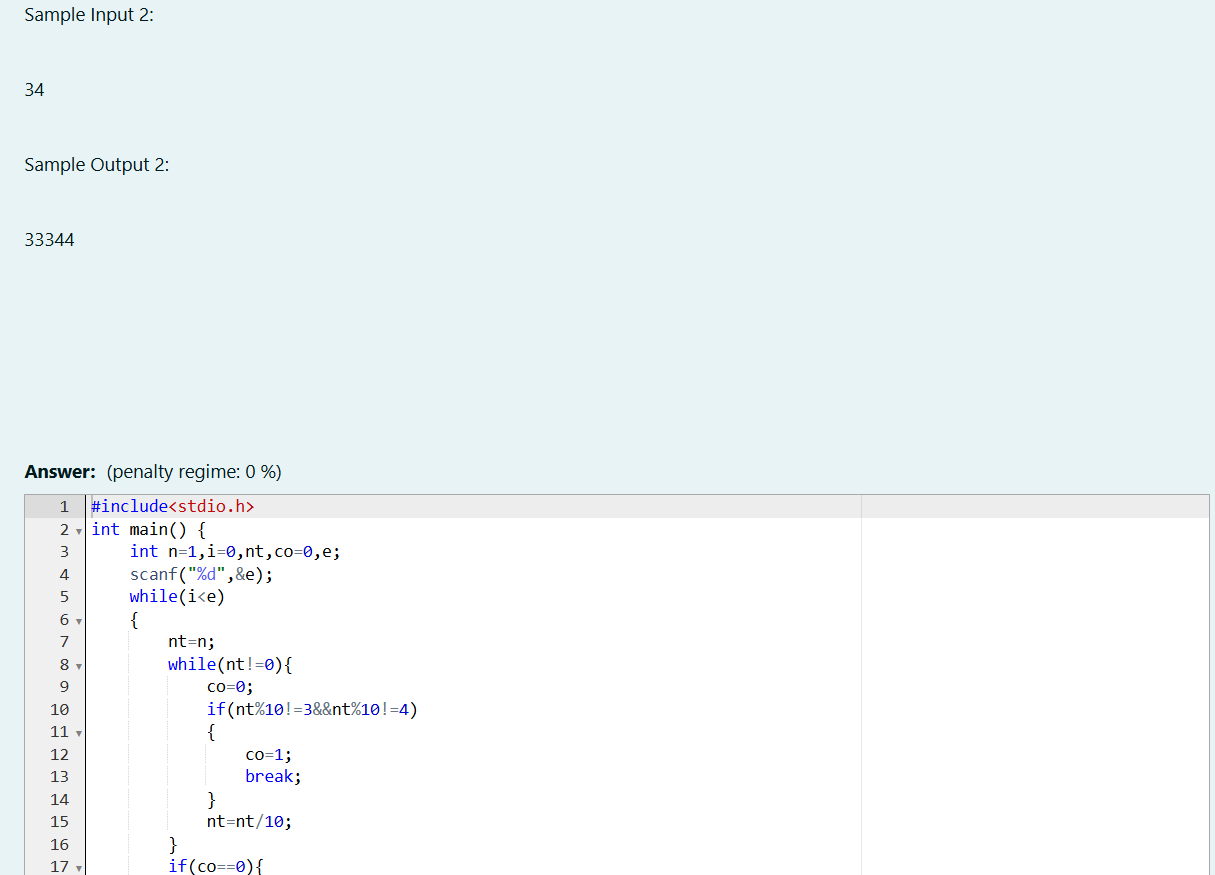 Sample Input 2:
34
Sample Output 2:
33344
Answer: (penalty regime: 0 %)
1 #include<stdio.h>
2 int main() {
3     int n=1,i=0,nt,co=0,e;
4     scanf("%d",&e);
5     while(i<e)
6     {
7         nt=n;
8         while(nt!=0){
9             co=0;
10             if(nt%10!=3&&nt%10!=4)
11             {
12                 co=1;
13                 break;
14             }
15             nt=nt/10;
16         }
17         if(co==0){